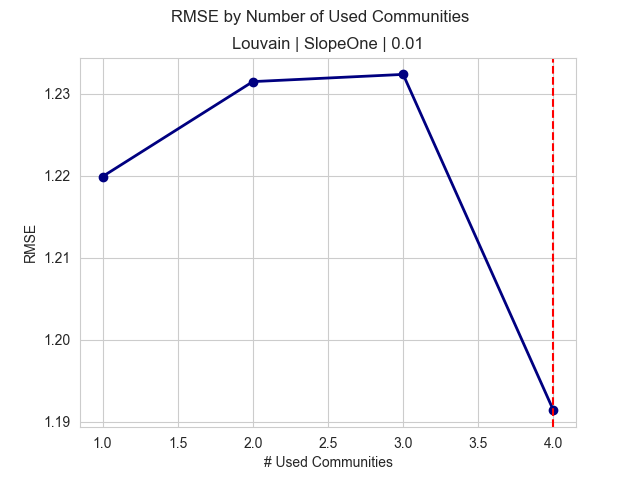 RMSE by Number of Used Communities
Louvain | SlopeOne | 0.01
1.23
1.22
1.21
1.20
1.19
RMSE
1.0 1.5 2.0 2.5 3.0 3.5 4.0
# Used Communities